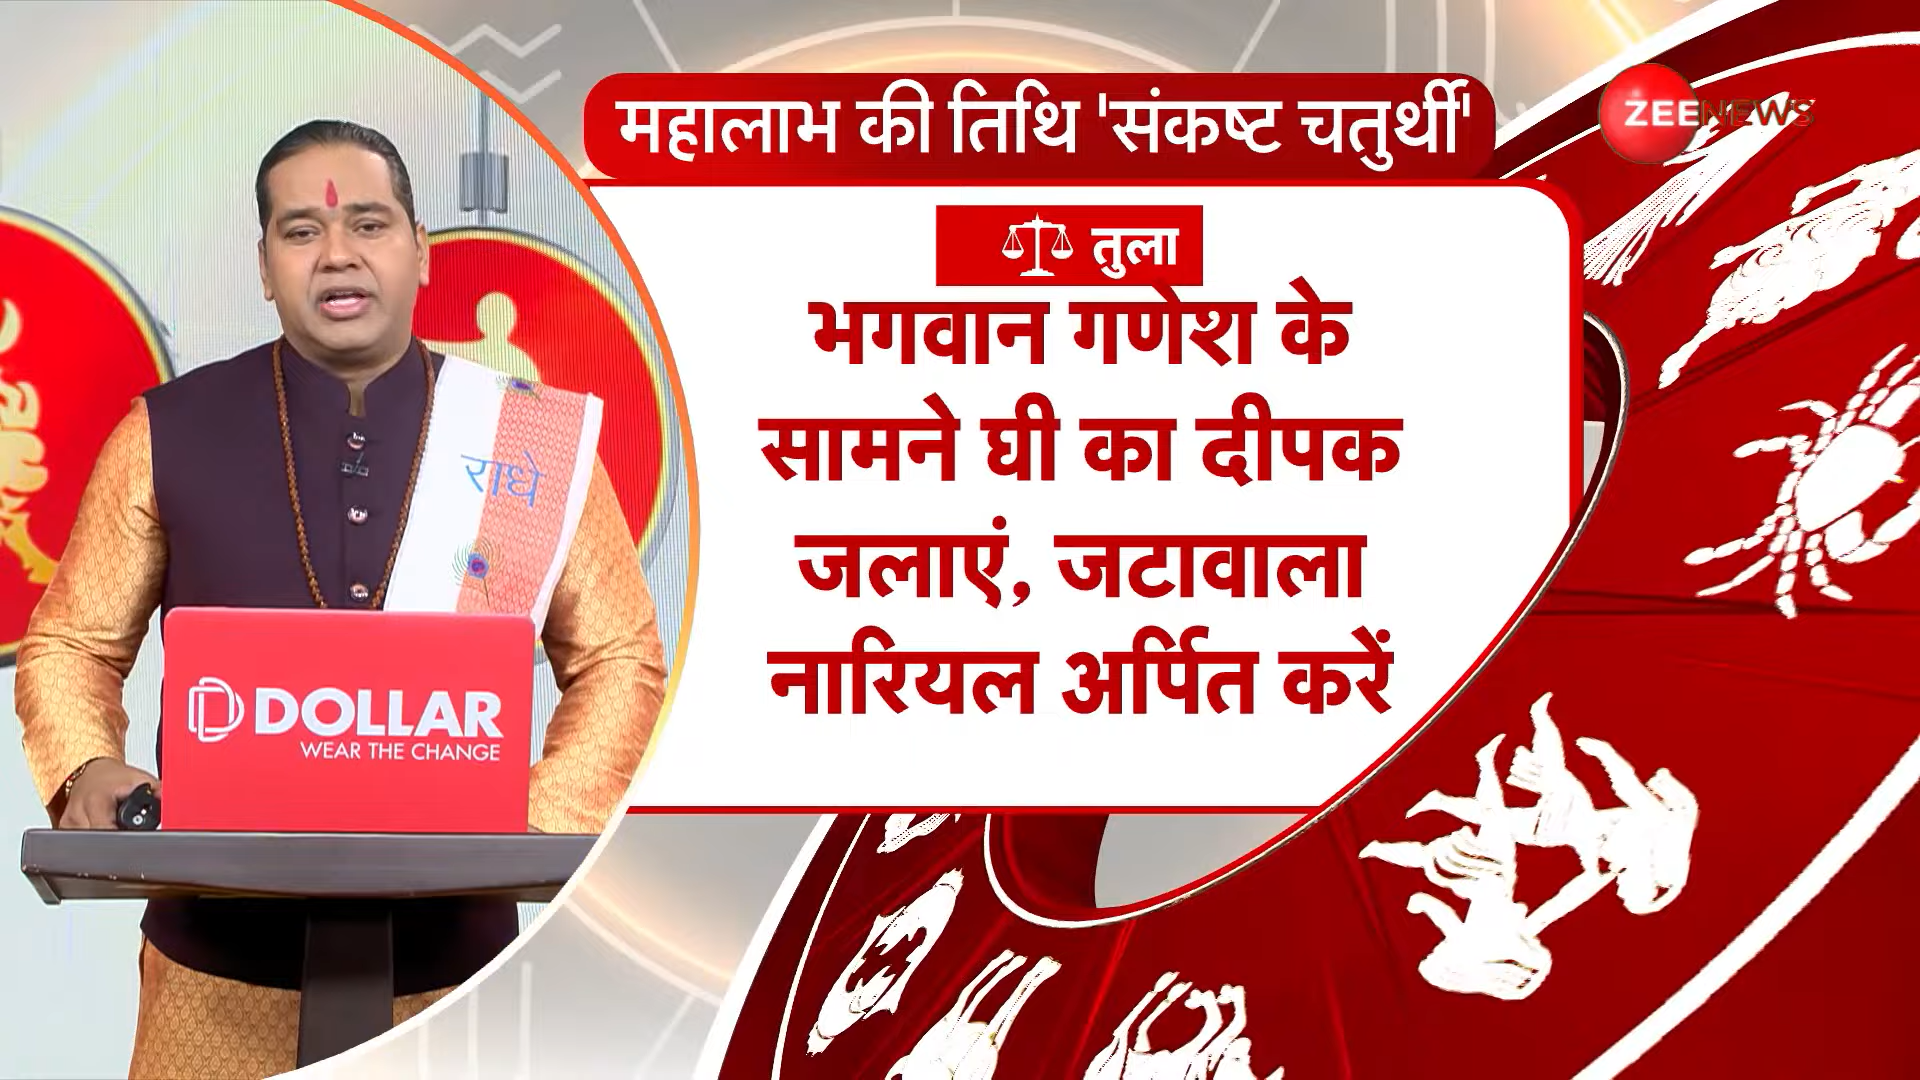 महालाभ की तिथि 'संकष्ट चतुर्थी'
ZEENEWS
तुला
भगवान गणेश के
सामने घी का दीपक
जलाएं, जटावाला
नारियल अर्पित करें
राधे
DOLLAR
WEAR THE CHANGE